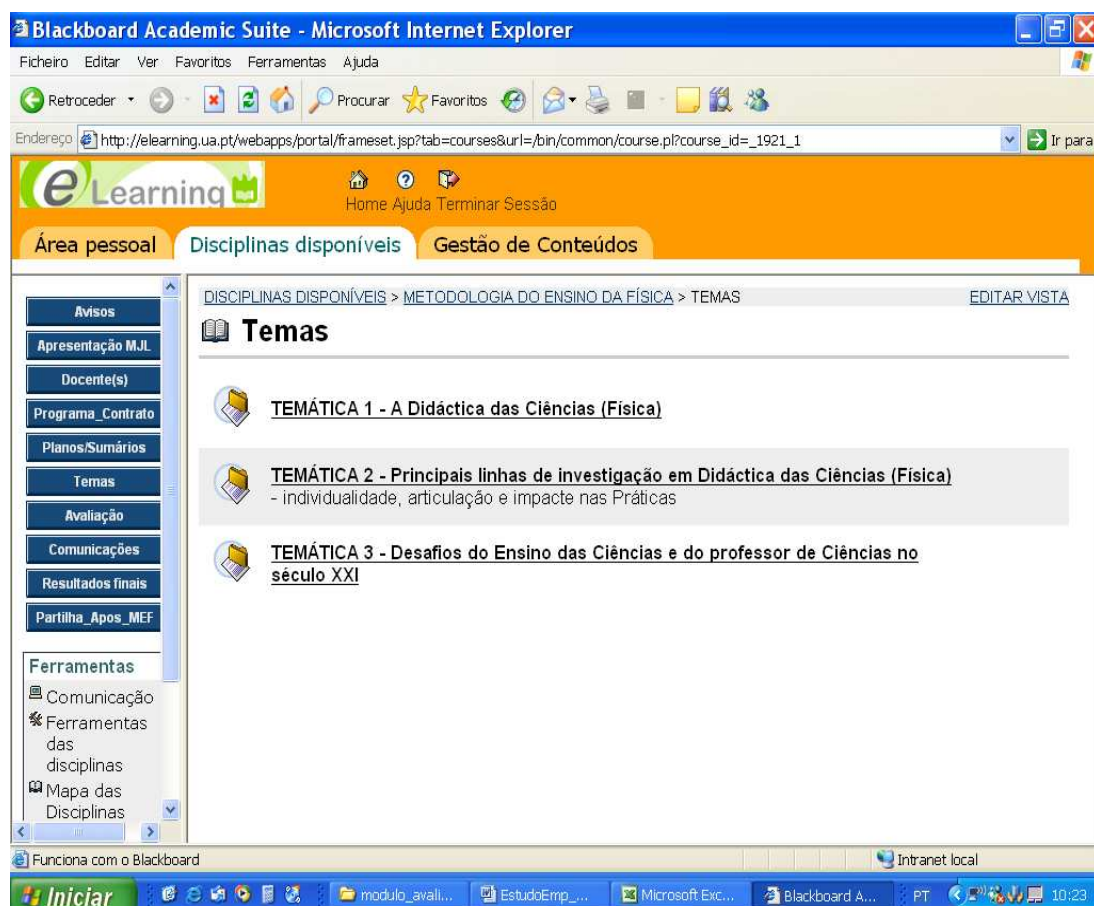 Blackboard Academic Suite - Microsoft Internet Explorer
Ficheiro Editar Ver Favoritos Ferramentas Ajuda
Retroceder Procurar Favoritos
Endereço http://elearning.ua.pt/webapps/portal/frameset.jsp?tab=courses&url=/bin/common/course.pl?course_id=_1921_1 Ir para
eLearning
Home Ajuda Terminar Sessão
Área pessoal Disciplinas disponíveis Gestão de Conteúdos
Avisos
Apresentação MJL
Docente(s)
Programa_Contrato
Planos/Sumários
Temas
Avaliação
Comunicações
Resultados finais
Partilha_Apos_MEF
Ferramentas
Comunicação
Ferramentas
das
disciplinas
Mapa das
Disciplinas
DISCIPLINAS DISPONÍVEIS > METODOLOGIA DO ENSINO DA FÍSICA > TEMAS EDITAR VISTA
Temas
TEMÁTICA 1 - A Didáctica das Ciências (Física)
TEMÁTICA 2 - Principais linhas de investigação em Didáctica das Ciências (Física)
- individualidade, articulação e impacte nas Práticas
TEMÁTICA 3 - Desafios do Ensino das Ciências e do professor de Ciências no
século XXI
Funciona com o Blackboard Intranet local
Iniciar modulo_avali... EstudoEmp_... Microsoft Exc... Blackboard A... PT 10:23